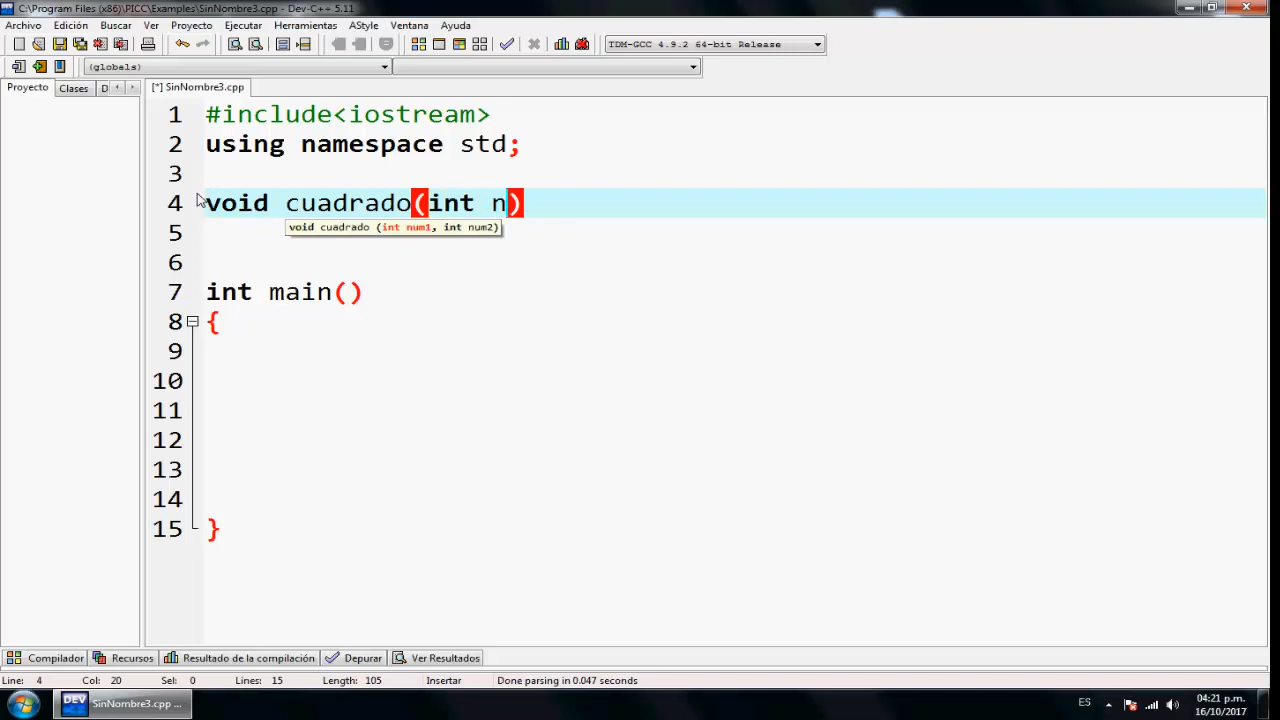 C:\Program Files (x86)\PICC\Examples\SinNombre3.cpp - Dev-C++ 5.11
Archivo Edición Buscar Ver Proyecto Ejecutar Herramientas AStyle Ventana Ayuda
TDM-GCC 4.9.2 64-bit Release
(globals)
Proyecto Clases D [*] SinNombre3.cpp
1 #include<iostream>
2 using namespace std;
3
4 void cuadrado(int n)
void cuadrado (int num1, int num2)
5
6
7 int main()
8 {
9
10
11
12
13
14
15 }
Compilador Recursos Resultado de la compilación Depurar Ver Resultados
Line: 4 Col: 20 Sel: 0 Lines: 15 Length: 105 Insertar Done parsing in 0.047 seconds
DEV SinNombre3.cpp ... ES 04:21 p.m.
16/10/2017